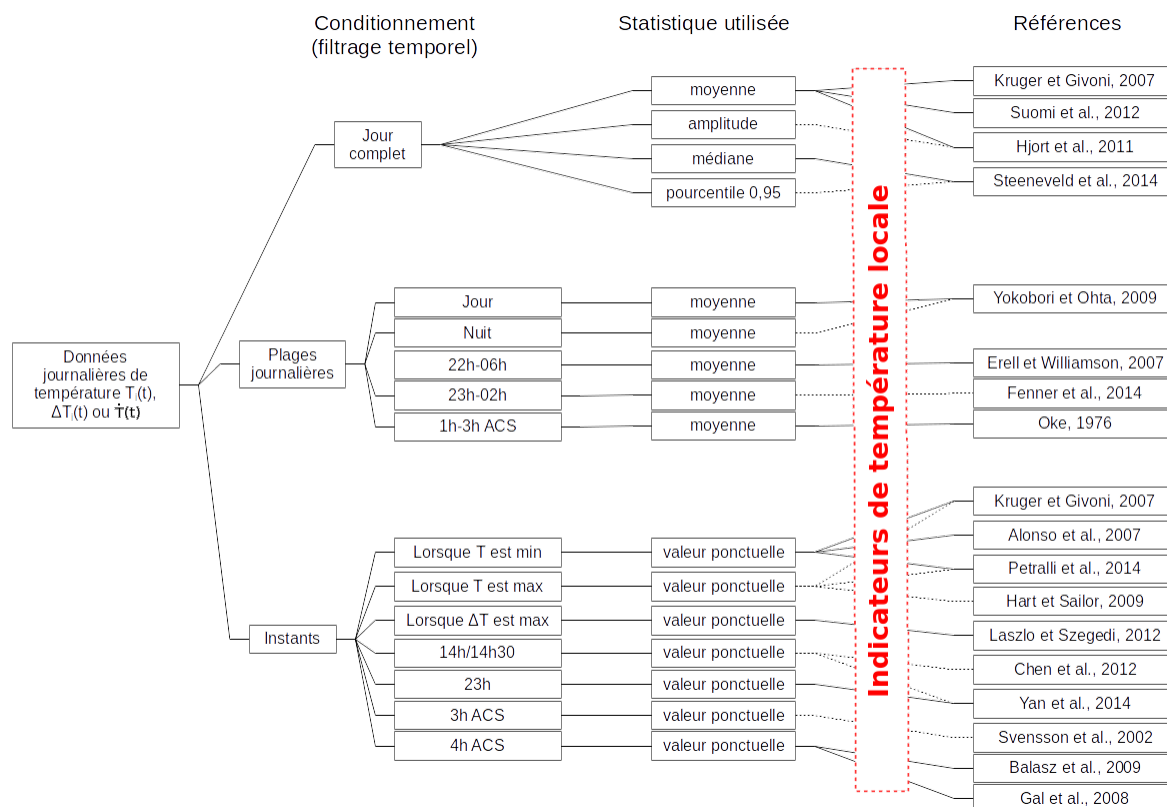 Conditionnement
(filtrage temporel)
Statistique utilisée
Références
Données
journalières de
température Tᵢ(t),
ΔTᵢ(t) ou Ṫ(t)
Jour
complet
moyenne
amplitude
médiane
pourcentile 0,95
Kruger et Givoni, 2007
Suomi et al., 2012
Hjort et al., 2011
Steeneveld et al., 2014
Plages
journalières
Jour
Nuit
22h-06h
23h-02h
1h-3h ACS
moyenne
moyenne
moyenne
moyenne
moyenne
Yokobori et Ohta, 2009
Erell et Williamson, 2007
Fenner et al., 2014
Oke, 1976
Instants
Lorsque T est min
Lorsque T est max
Lorsque ΔT est max
14h/14h30
23h
3h ACS
4h ACS
valeur ponctuelle
valeur ponctuelle
valeur ponctuelle
valeur ponctuelle
valeur ponctuelle
valeur ponctuelle
valeur ponctuelle
Indicateurs de température locale
Kruger et Givoni, 2007
Alonso et al., 2007
Petralli et al., 2014
Hart et Sailor, 2009
Laszlo et Szegedi, 2012
Chen et al., 2012
Yan et al., 2014
Svensson et al., 2002
Balasz et al., 2009
Gal et al., 2008